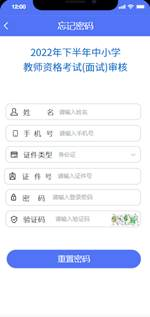 12:00
忘记密码
2022年下半年中小学
教师资格考试(面试)审核
姓 名 请输入姓名
手 机 号 请输入手机号
证件类型 身份证
证 件 号 请输入证件号
密 码 请输入登录密码
验证码 请输入验证码
重置密码